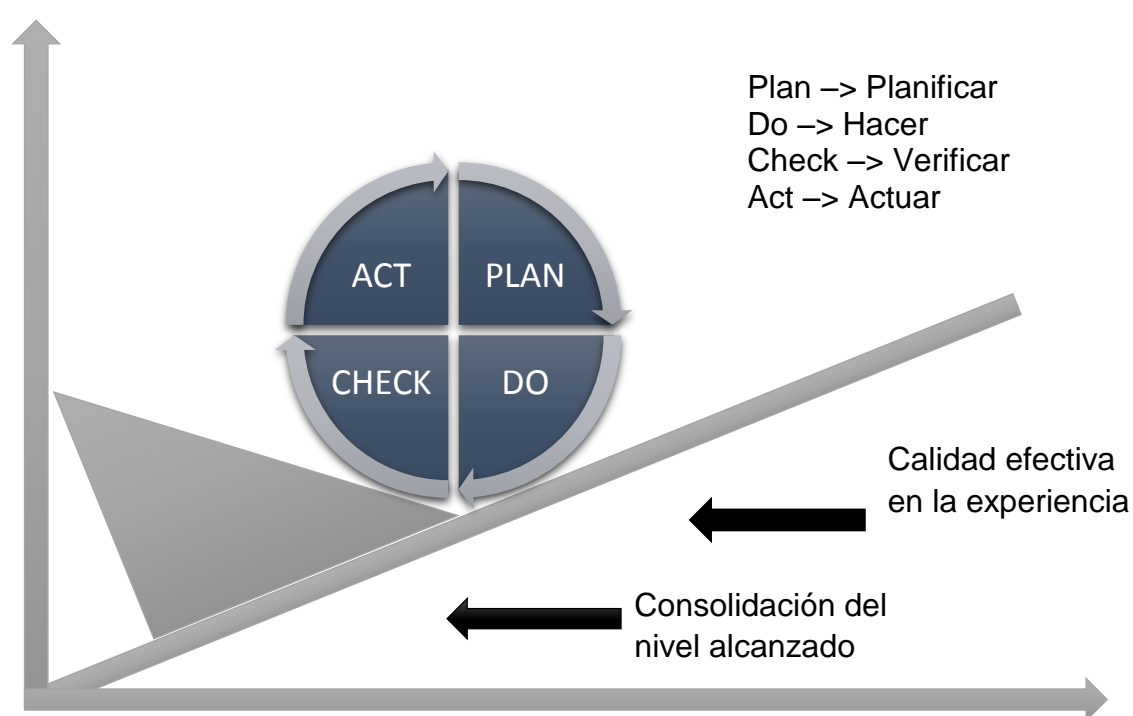 Plan –> Planificar
Do –> Hacer
Check –> Verificar
Act –> Actuar
ACT
PLAN
CHECK
DO
Calidad efectiva
en la experiencia
Consolidación del
nivel alcanzado